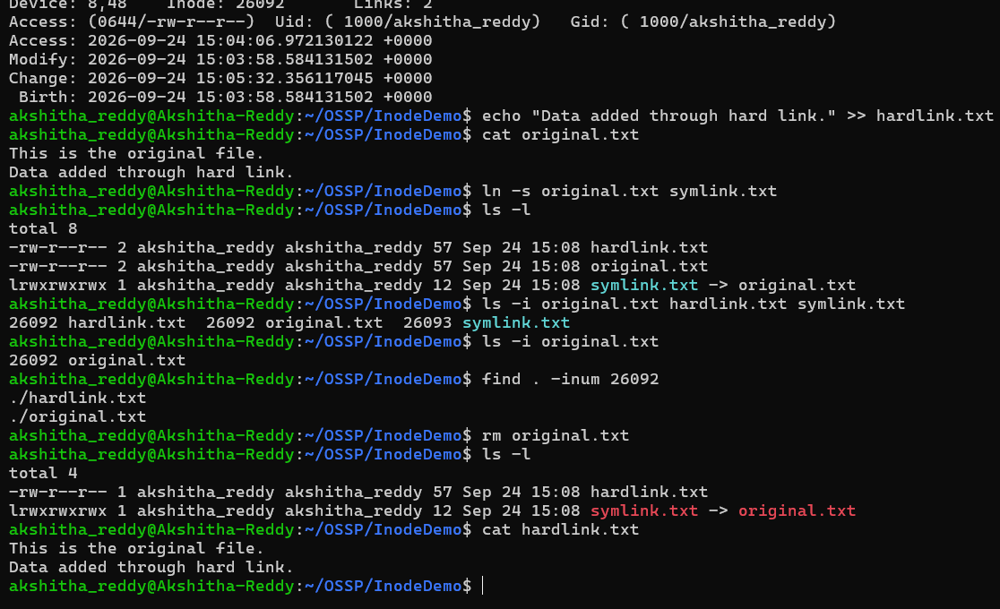 Device: 8,48    Inode: 26092       Links: 2
Access: (0644/-rw-r--r--)  Uid: ( 1000/akshitha_reddy)   Gid: ( 1000/akshitha_reddy)
Access: 2026-09-24 15:04:06.972130122 +0000
Modify: 2026-09-24 15:03:58.584131502 +0000
Change: 2026-09-24 15:05:32.356117045 +0000
 Birth: 2026-09-24 15:03:58.584131502 +0000
akshitha_reddy@Akshitha-Reddy:~/OSSP/InodeDemo$ echo "Data added through hard link." >> hardlink.txt
akshitha_reddy@Akshitha-Reddy:~/OSSP/InodeDemo$ cat original.txt
This is the original file.
Data added through hard link.
akshitha_reddy@Akshitha-Reddy:~/OSSP/InodeDemo$ ln -s original.txt symlink.txt
akshitha_reddy@Akshitha-Reddy:~/OSSP/InodeDemo$ ls -l
total 8
-rw-r--r-- 2 akshitha_reddy akshitha_reddy 57 Sep 24 15:08 hardlink.txt
-rw-r--r-- 2 akshitha_reddy akshitha_reddy 57 Sep 24 15:08 original.txt
lrwxrwxrwx 1 akshitha_reddy akshitha_reddy 12 Sep 24 15:08 symlink.txt -> original.txt
akshitha_reddy@Akshitha-Reddy:~/OSSP/InodeDemo$ ls -i original.txt hardlink.txt symlink.txt
26092 hardlink.txt  26092 original.txt  26093 symlink.txt
akshitha_reddy@Akshitha-Reddy:~/OSSP/InodeDemo$ ls -i original.txt
26092 original.txt
akshitha_reddy@Akshitha-Reddy:~/OSSP/InodeDemo$ find . -inum 26092
./hardlink.txt
./original.txt
akshitha_reddy@Akshitha-Reddy:~/OSSP/InodeDemo$ rm original.txt
akshitha_reddy@Akshitha-Reddy:~/OSSP/InodeDemo$ ls -l
total 4
-rw-r--r-- 1 akshitha_reddy akshitha_reddy 57 Sep 24 15:08 hardlink.txt
lrwxrwxrwx 1 akshitha_reddy akshitha_reddy 12 Sep 24 15:08 symlink.txt -> original.txt
akshitha_reddy@Akshitha-Reddy:~/OSSP/InodeDemo$ cat hardlink.txt
This is the original file.
Data added through hard link.
akshitha_reddy@Akshitha-Reddy:~/OSSP/InodeDemo$